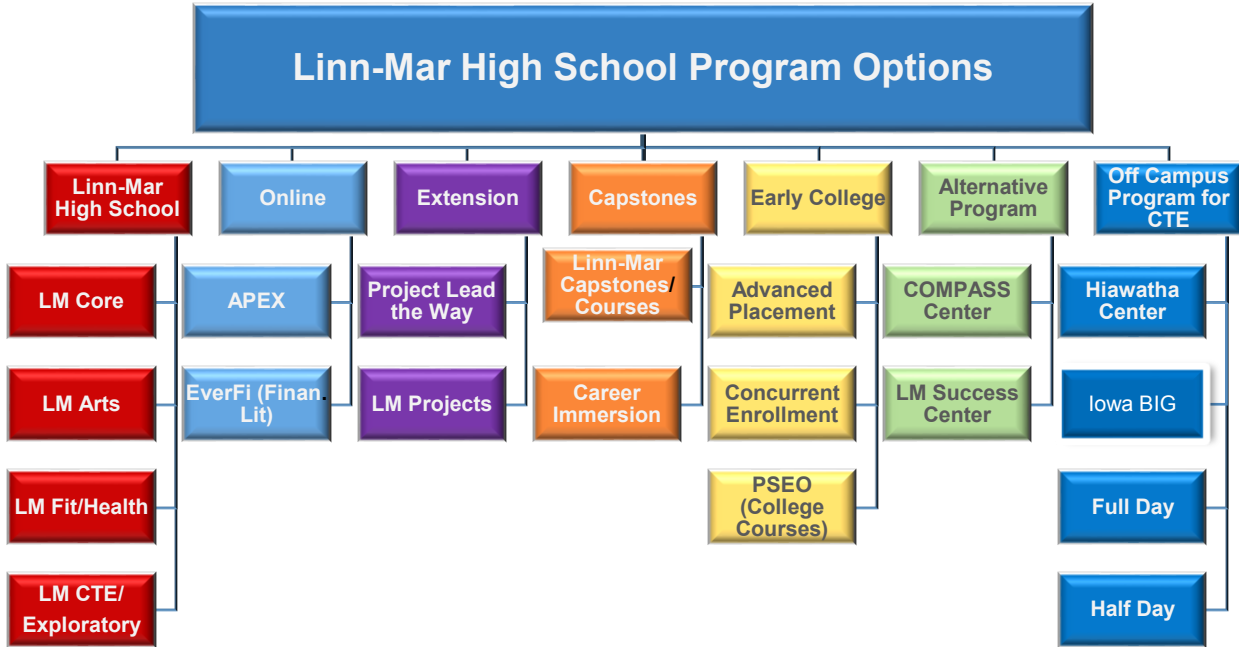 Linn-Mar High School Program Options
Linn-Mar
High School
Online
Extension
Capstones
Early College
Alternative
Program
Off Campus
Program for
CTE
LM Core
APEX
Project Lead
the Way
Linn-Mar
Capstones/
Courses
Advanced
Placement
COMPASS
Center
Hiawatha
Center
LM Arts
EverFi (Finan.
Lit)
LM Projects
Career
Immersion
Concurrent
Enrollment
LM Success
Center
Iowa BIG
LM Fit/Health
PSEO
(College
Courses)
Full Day
LM CTE/
Exploratory
Half Day